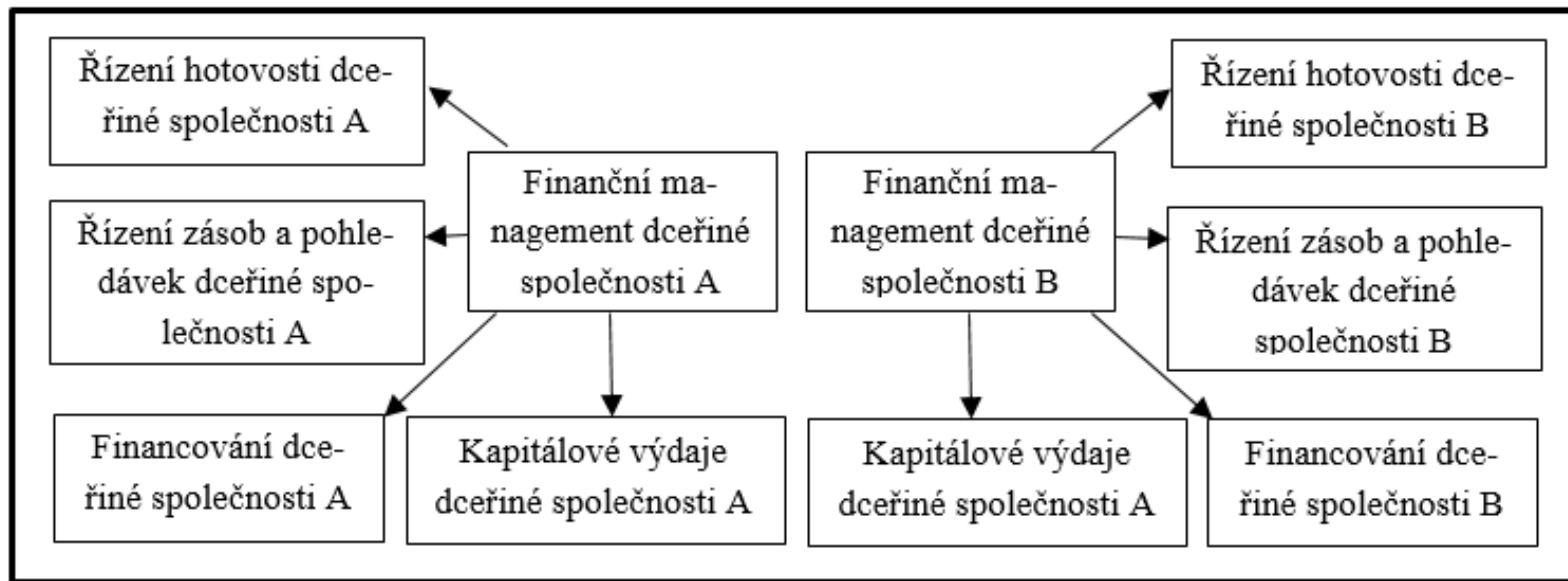 Řízení hotovosti dce-
řiné společnosti A
Řízení hotovosti dce-
řiné společnosti B
Finanční ma-
nagement dceřiné
společnosti A
Finanční ma-
nagement dceřiné
společnosti B
Řízení zásob a pohle-
dávek dceřiné spo-
lečnosti A
Řízení zásob a pohle-
dávek dceřiné
společnosti B
Financování dce-
řiné společnosti A
Kapitálové výdaje
dceřiné společnosti A
Kapitálové výdaje
dceřiné společnosti A
Financování dce-
řiné společnosti B